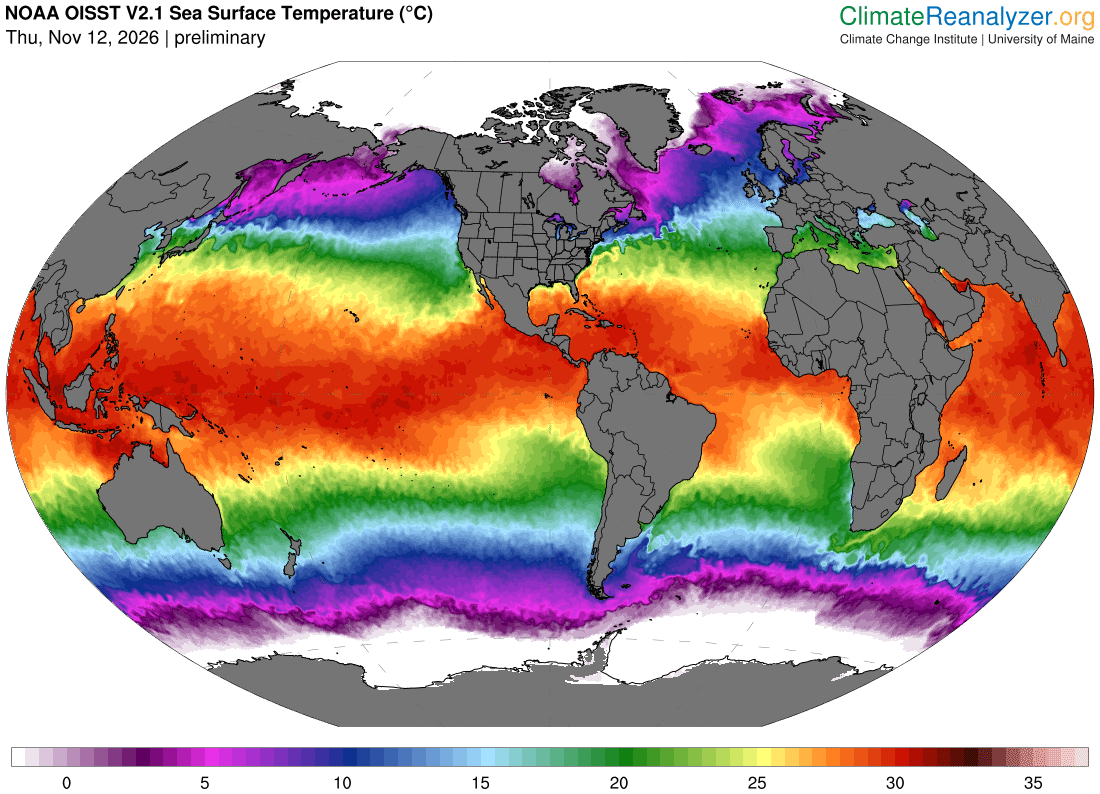 NOAA OISST V2.1 Sea Surface Temperature (°C)
Thu, Nov 12, 2026 | preliminary
ClimateReanalyzer.org
Climate Change Institute | University of Maine
0 5 10 15 20 25 30 35